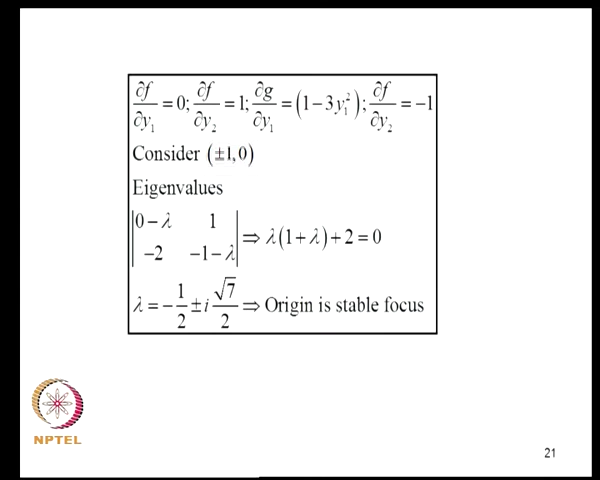 ∂f/∂y₁ = 0; ∂f/∂y₂ = 1; ∂g/∂y₁ = (1−3y₁²); ∂f/∂y₂ = −1
Consider (±1,0)
Eigenvalues
|0−λ 1|
|−2 −1−λ| ⇒ λ(1+λ)+2 = 0
λ = −1/2 ± i √7/2 ⇒ Origin is stable focus
NPTEL
21